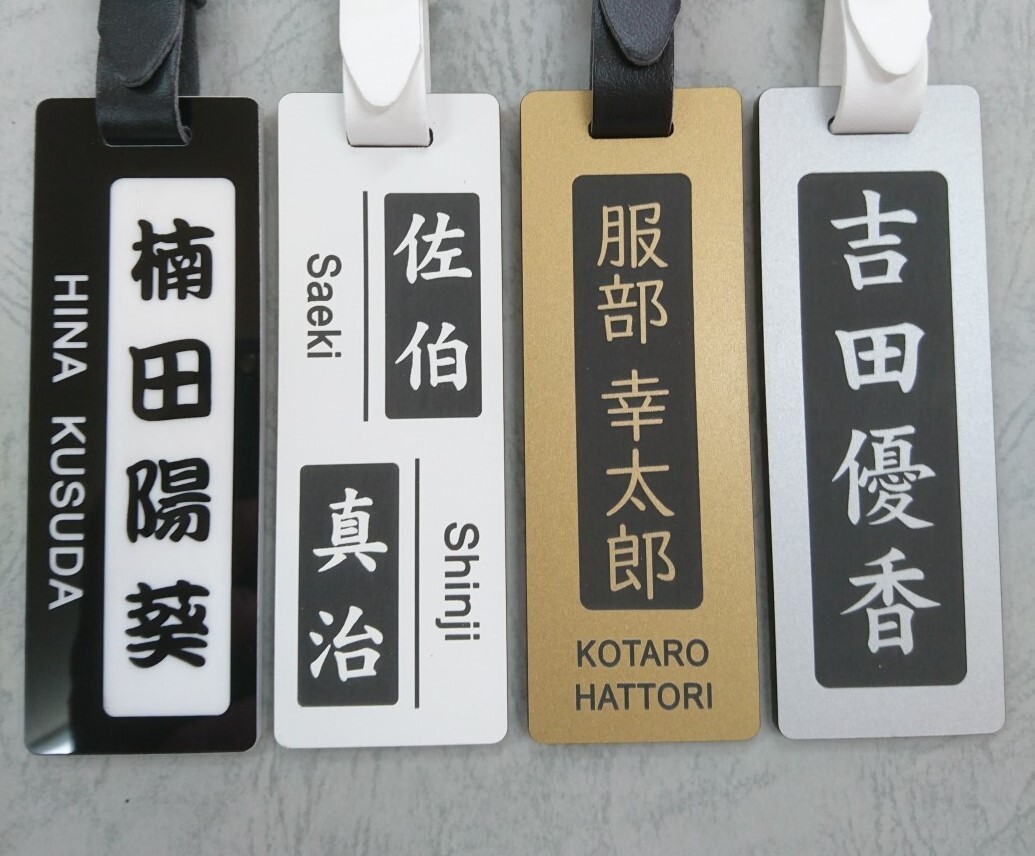 楠田陽葵
HINA KUSUDA
佐伯
Saeki
真治
Shinji
服部 幸太郎
KOTARO
HATTORI
吉田優香